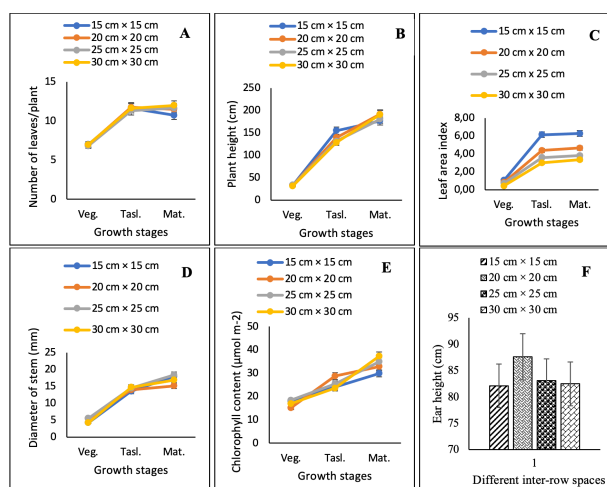 A
15 cm × 15 cm
20 cm × 20 cm
25 cm × 25 cm
30 cm × 30 cm
Number of leaves/plant
15
10
5
0
Veg. Tasl. Mat.
Growth stages
B
15 cm × 15 cm
20 cm × 20 cm
25 cm × 25 cm
30 cm × 30 cm
Plant height (cm)
250
200
150
100
50
0
Veg. Tasl. Mat.
Growth stages
C
15 cm x 15 cm
20 cm x 20 cm
25 cm x 25 cm
30 cm x 30 cm
Leaf area index
8,00
6,00
4,00
2,00
0,00
Veg. Tasl. Mat.
Growth stages
D
15 cm × 15 cm
20 cm × 20 cm
25 cm × 25 cm
30 cm × 30 cm
Diameter of stem (mm)
25
20
15
10
5
0
Veg. Tasl. Mat.
Growth stages
E
15 cm × 15 cm
20 cm × 20 cm
25 cm × 25 cm
30 cm × 30 cm
Chlorophyll content (µmol m-2)
50
40
30
20
10
0
Veg. Tasl. Mat.
Growth stages
F
15 cm × 15 cm
20 cm × 20 cm
25 cm × 25 cm
30 cm × 30 cm
Ear height (cm)
95
90
85
80
75
70
1
Different inter-row spaces